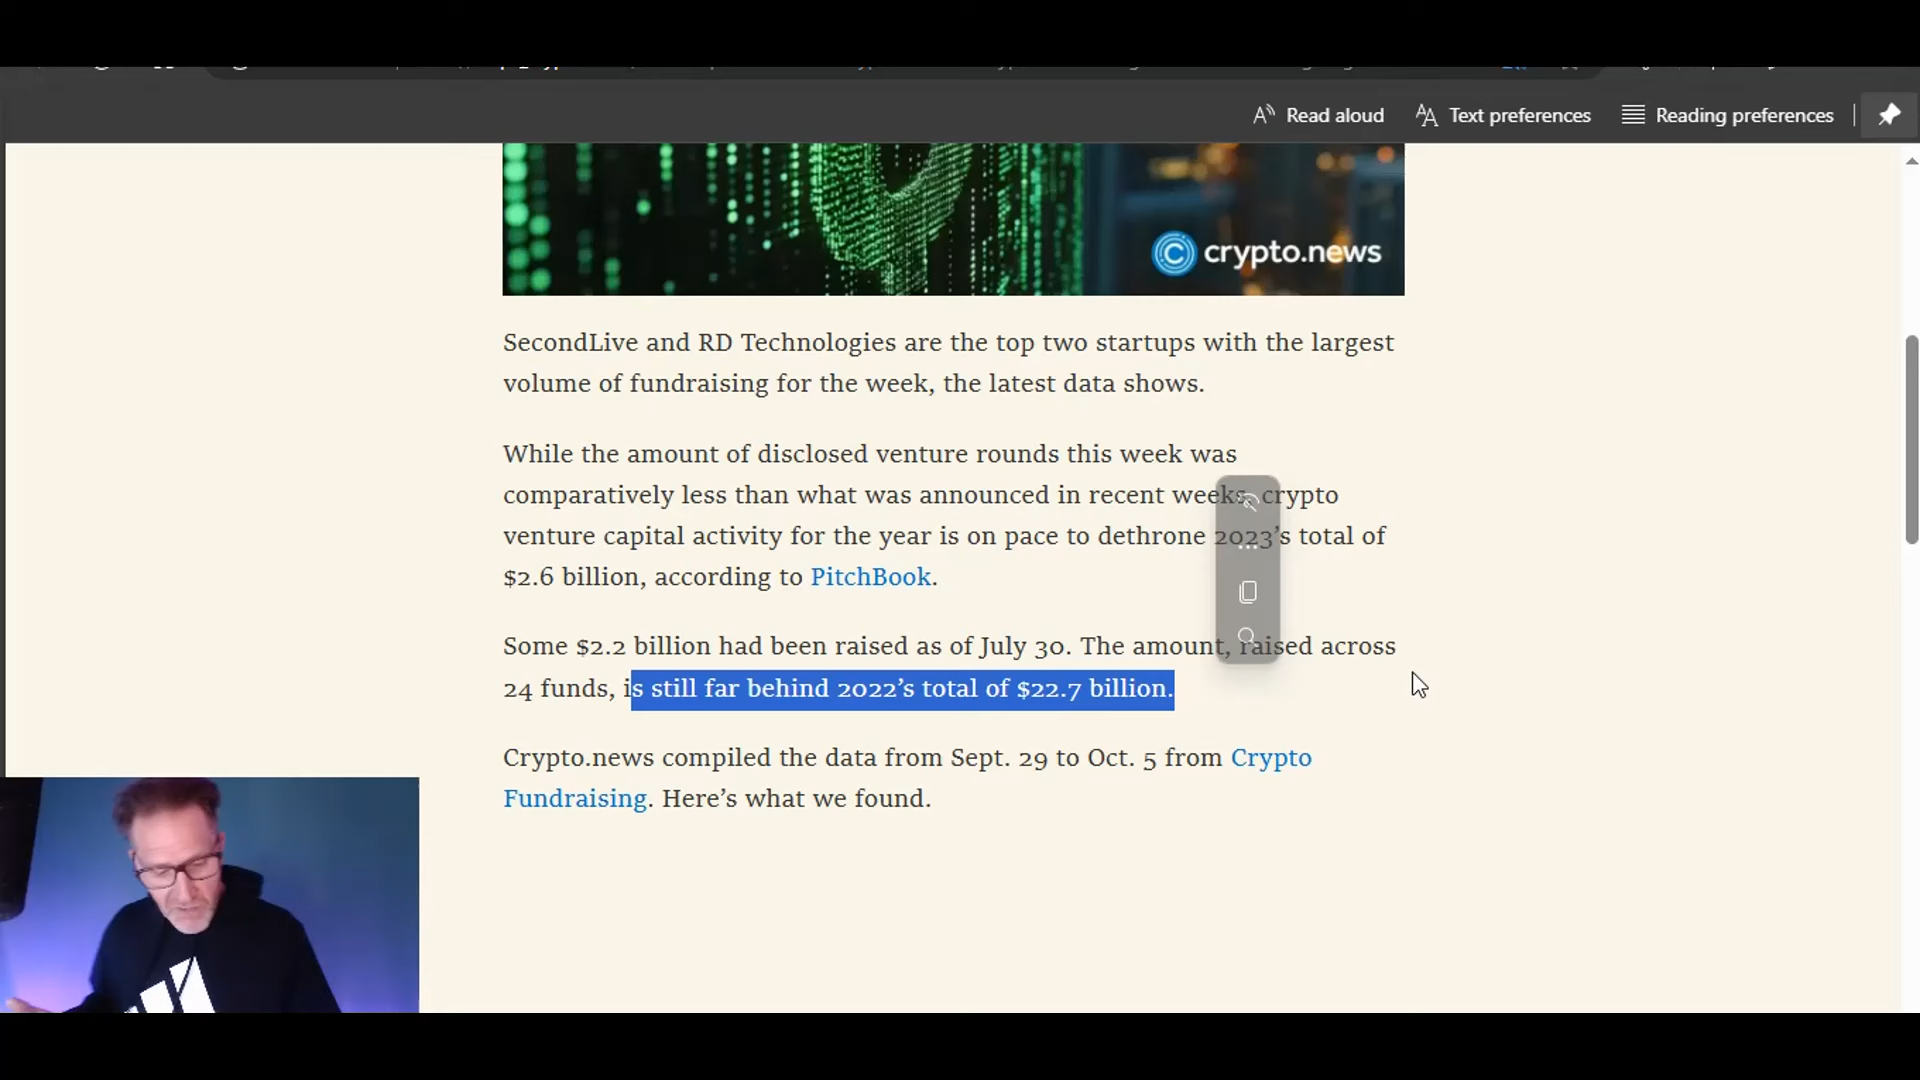 Read aloud
Text preferences
Reading preferences
crypto.news
SecondLive and RD Technologies are the top two startups with the largest
volume of fundraising for the week, the latest data shows.
While the amount of disclosed venture rounds this week was
comparatively less than what was announced in recent weeks, crypto
venture capital activity for the year is on pace to dethrone 2023's total of
$2.6 billion, according to PitchBook.
Some $2.2 billion had been raised as of July 30. The amount, raised across
24 funds, is still far behind 2022's total of $22.7 billion.
Crypto.news compiled the data from Sept. 29 to Oct. 5 from Crypto
Fundraising. Here's what we found.